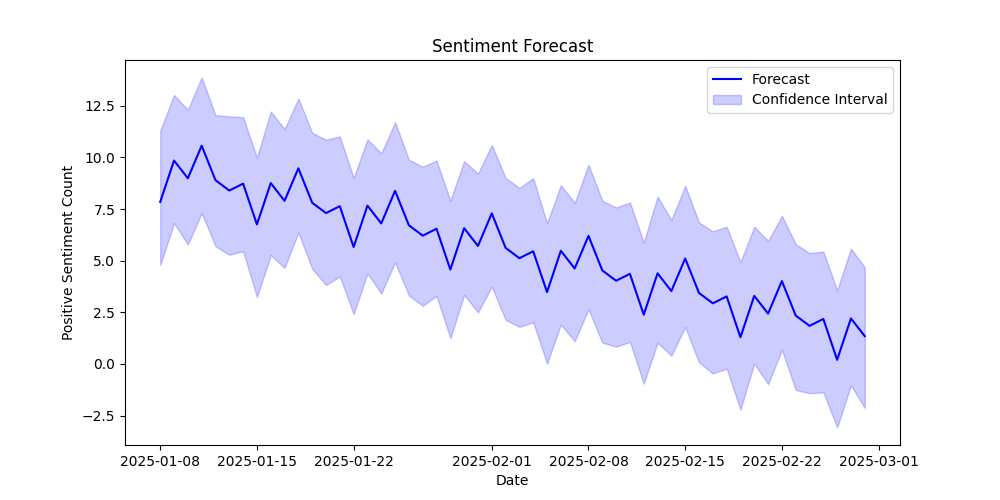 Sentiment Forecast
Forecast
Confidence Interval
Positive Sentiment Count
12.5
10.0
7.5
5.0
2.5
0.0
−2.5
2025-01-08 2025-01-15 2025-01-22 2025-02-01 2025-02-08 2025-02-15 2025-02-22 2025-03-01
Date